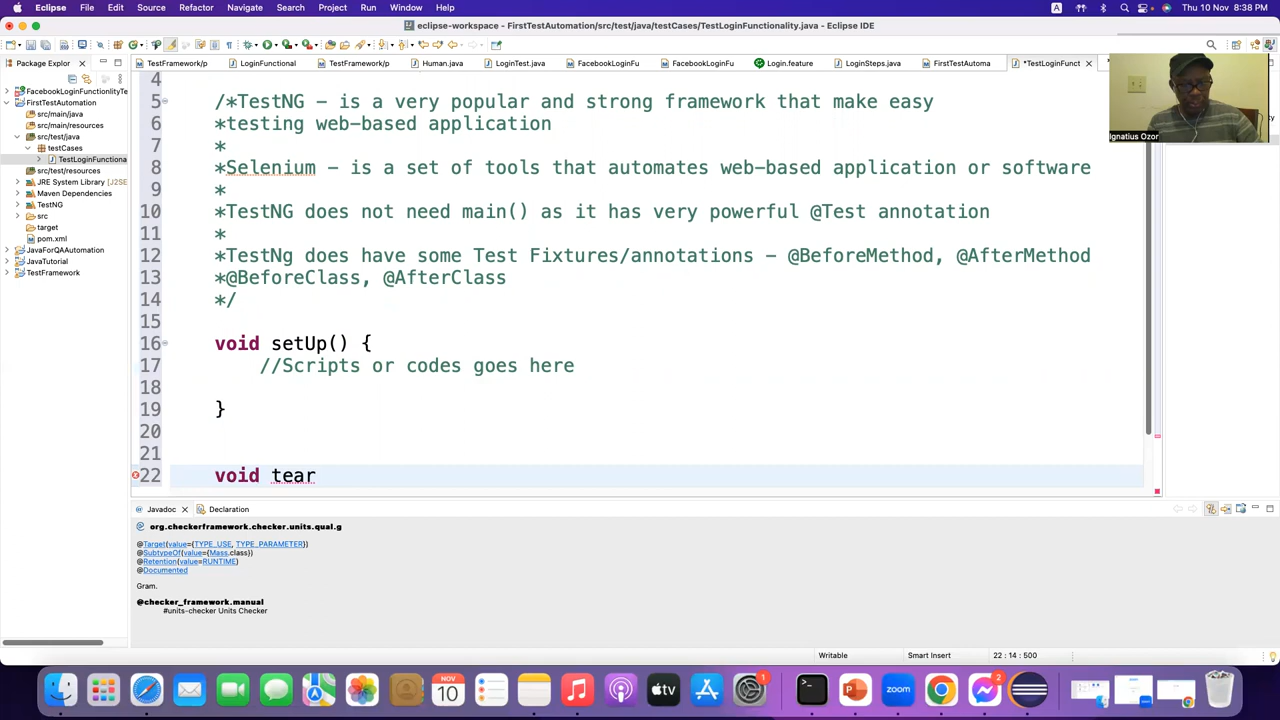 Eclipse File Edit Source Refactor Navigate Search Project Run Window Help
A
Thu 10 Nov 8:38 PM
eclipse-workspace - FirstTestAutomation/src/test/java/testCases/TestLoginFunctionality.java - Eclipse IDE
Package Explor
TestFramework/p LoginFunctional TestFramework/p Human.java LoginTest.java FacebookLoginFu FacebookLoginFu Login.feature LoginSteps.java FirstTestAutoma *TestLoginFunct
FacebookLoginFunctionlityTe
FirstTestAutomation
src/main/java
src/main/resources
src/test/java
testCases
TestLoginFunctiona
src/test/resources
JRE System Library [J2SE
Maven Dependencies
TestNG
src
target
pom.xml
JavaForQAAutomation
JavaTutorial
TestFramework
4
5 /*TestNG - is a very popular and strong framework that make easy
6 *testing web-based application
7 *
8 *Selenium - is a set of tools that automates web-based application or software
9 *
10 *TestNG does not need main() as it has very powerful @Test annotation
11 *
12 *TestNg does have some Test Fixtures/annotations - @BeforeMethod, @AfterMethod
13 *@BeforeClass, @AfterClass
14 */
15
16 void setUp() {
17 //Scripts or codes goes here
18
19 }
20
21
22 void tear
Ignatius Ozor
Javadoc Declaration
@ org.checkerframework.checker.units.qual.g
@Target(value={TYPE_USE, TYPE_PARAMETER})
@SubtypeOf(value={Mass.class})
@Retention(value=RUNTIME)
@Documented
Gram.
@checker_framework.manual
#units-checker Units Checker
Writable Smart Insert 22 : 14 : 500
NOV
10
tv
1
zoom
2